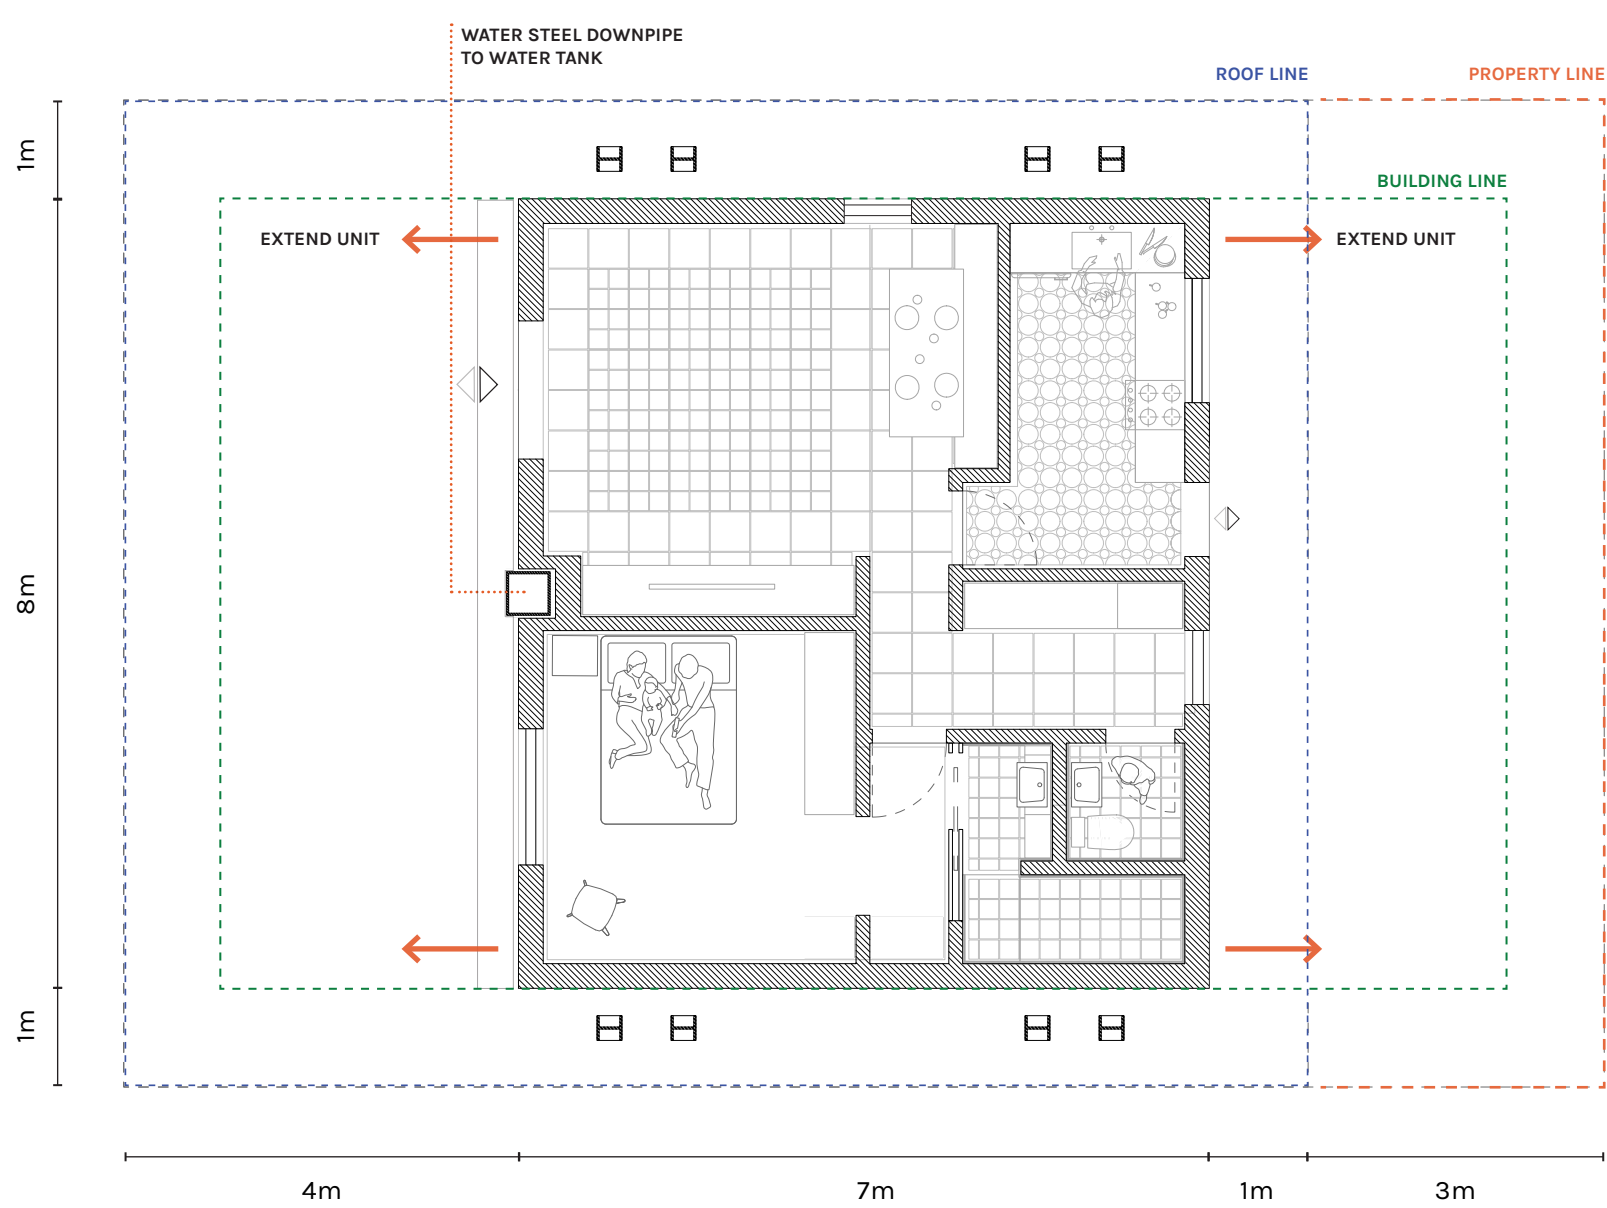 WATER STEEL DOWNPIPE
TO WATER TANK
ROOF LINE
PROPERTY LINE
BUILDING LINE
EXTEND UNIT
EXTEND UNIT
1m
8m
1m
4m
7m
1m
3m